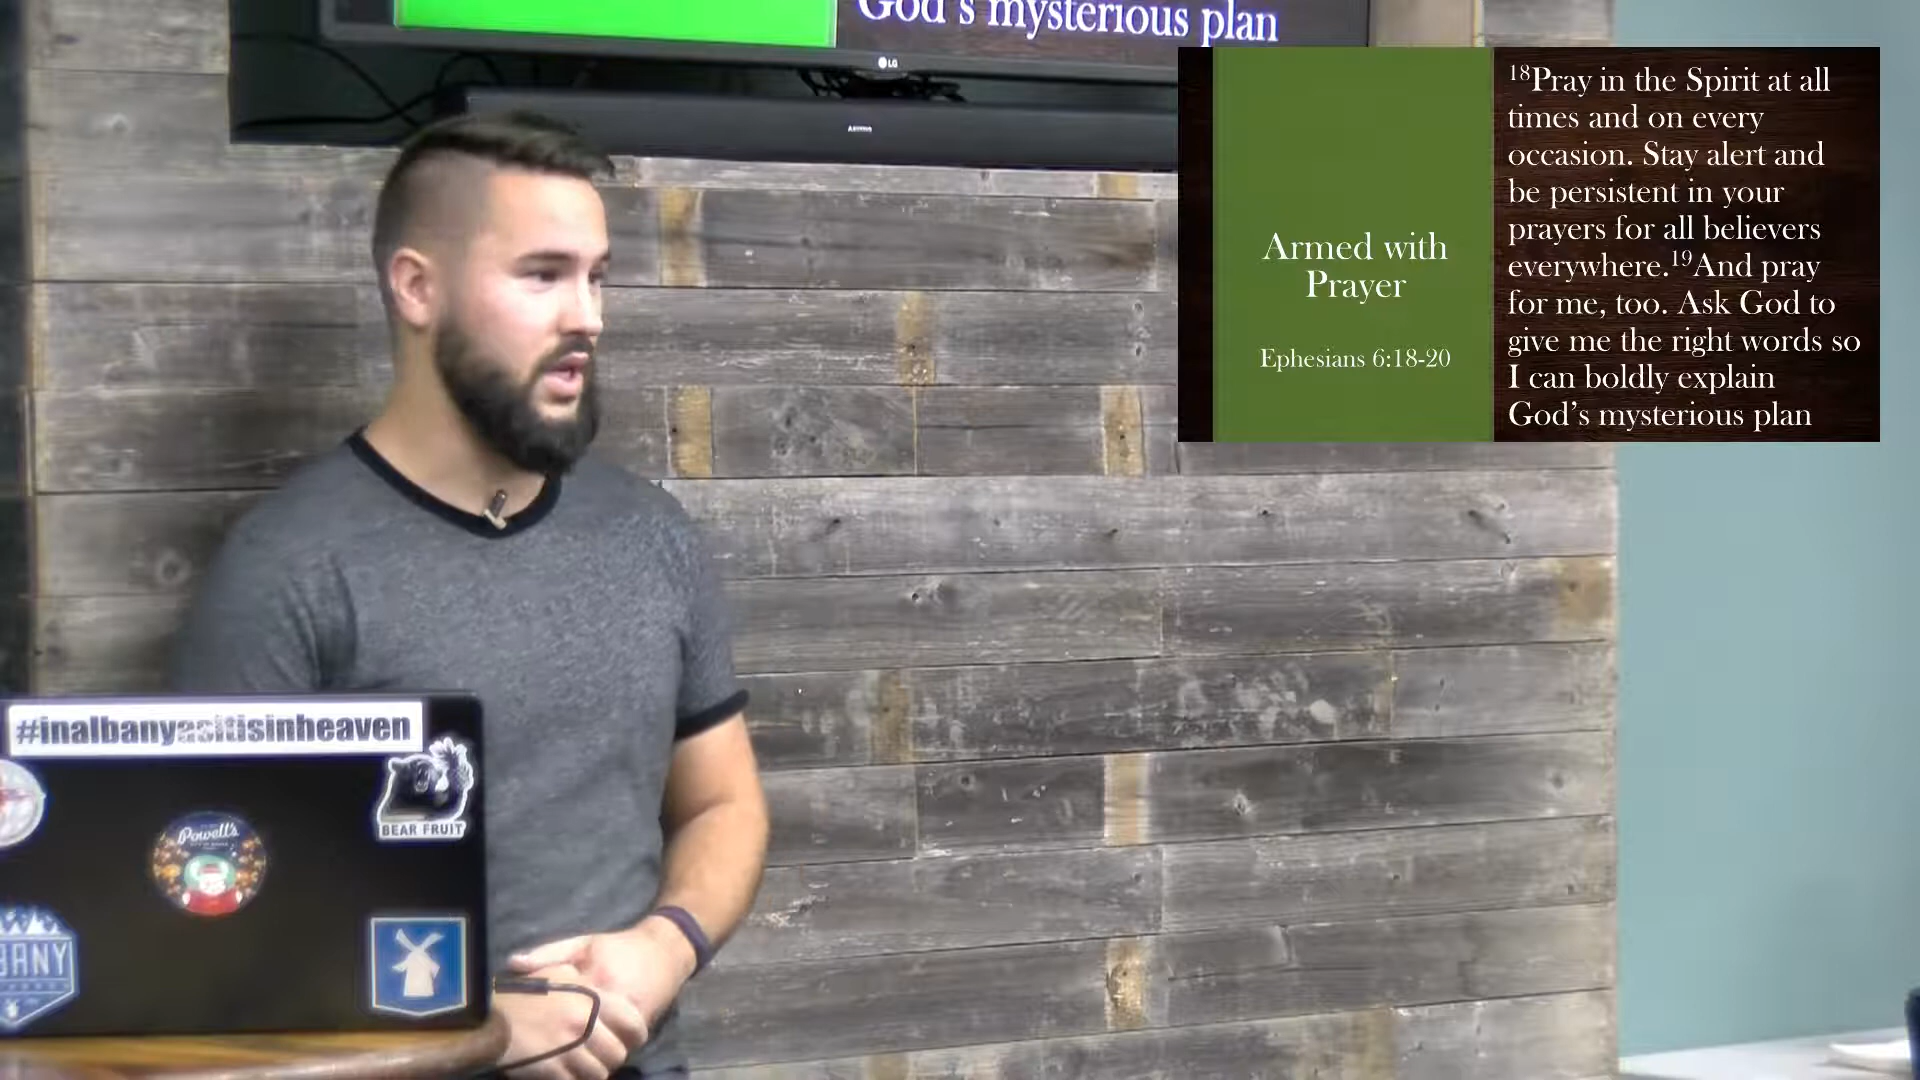 God's mysterious plan
LG
Armed with
Prayer
Ephesians 6:18-20
18Pray in the Spirit at all
times and on every
occasion. Stay alert and
be persistent in your
prayers for all believers
everywhere.19And pray
for me, too. Ask God to
give me the right words so
I can boldly explain
God's mysterious plan
#inalbanyasitisinheaven
BEAR FRUIT
Powell's
BANY